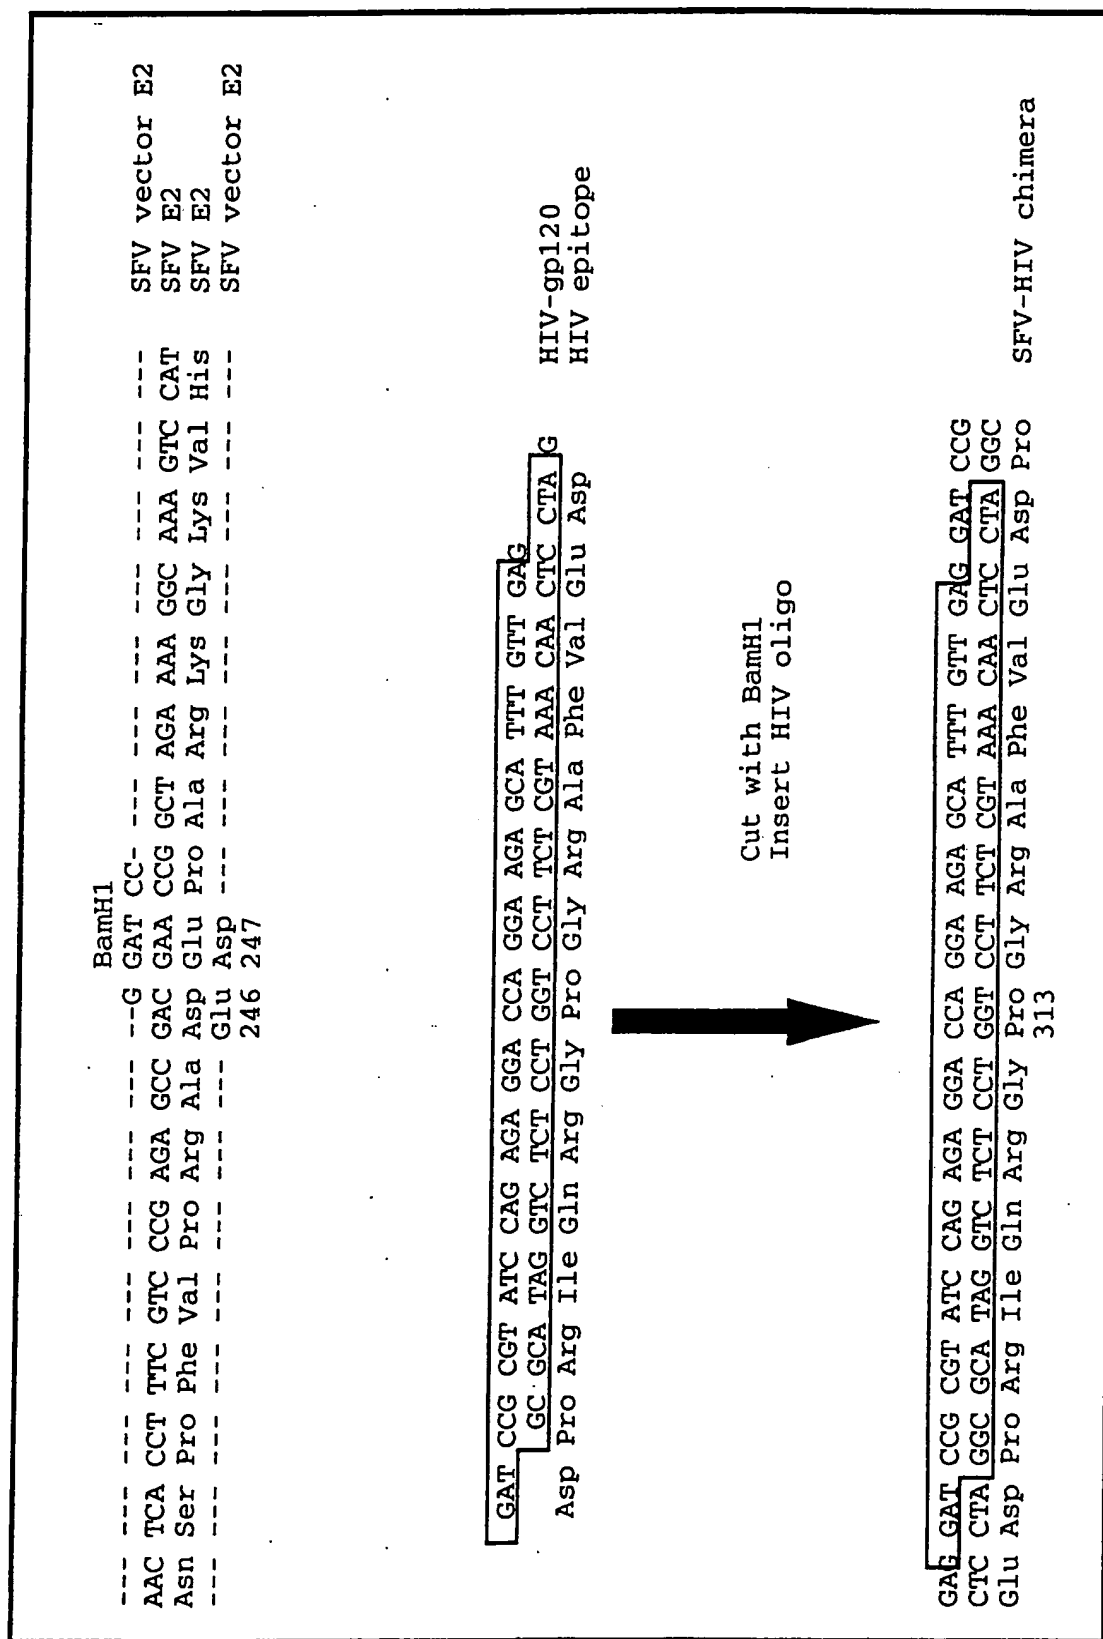 BamH1
--- --- --- --- --- --- --- --- --G GAT CC- --- --- --- --- --- --- --- SFV vector E2
AAC TCA CCT TTC GTC CCG AGA GCC GAC GAA CCG GCT AGA AAA GGC AAA GTC CAT SFV E2
Asn Ser Pro Phe Val Pro Arg Ala Asp Glu Pro Ala Arg Lys Gly Lys Val His SFV E2
--- --- --- --- --- --- --- --- Glu Asp --- --- --- --- --- --- --- --- SFV vector E2
246 247
GAT CCG CGT ATC CAG AGA GGA CCA GGA AGA GCA TTT GTT GAG
GC GCA TAG GTC TCT CCT GGT CCT TCT CGT AAA CAA CTC CTA G HIV-gp120
Asp Pro Arg Ile Gln Arg Gly Pro Gly Arg Ala Phe Val Glu Asp HIV epitope
Cut with BamH1
Insert HIV oligo
GAG GAT CCG CGT ATC CAG AGA GGA CCA GGA AGA GCA TTT GTT GAG GAT CCG
CTC CTA GGC GCA TAG GTC TCT CCT GGT CCT TCT CGT AAA CAA CTC CTA GGC
Glu Asp Pro Arg Ile Gln Arg Gly Pro Gly Arg Ala Phe Val Glu Asp Pro SFV-HIV chimera
313